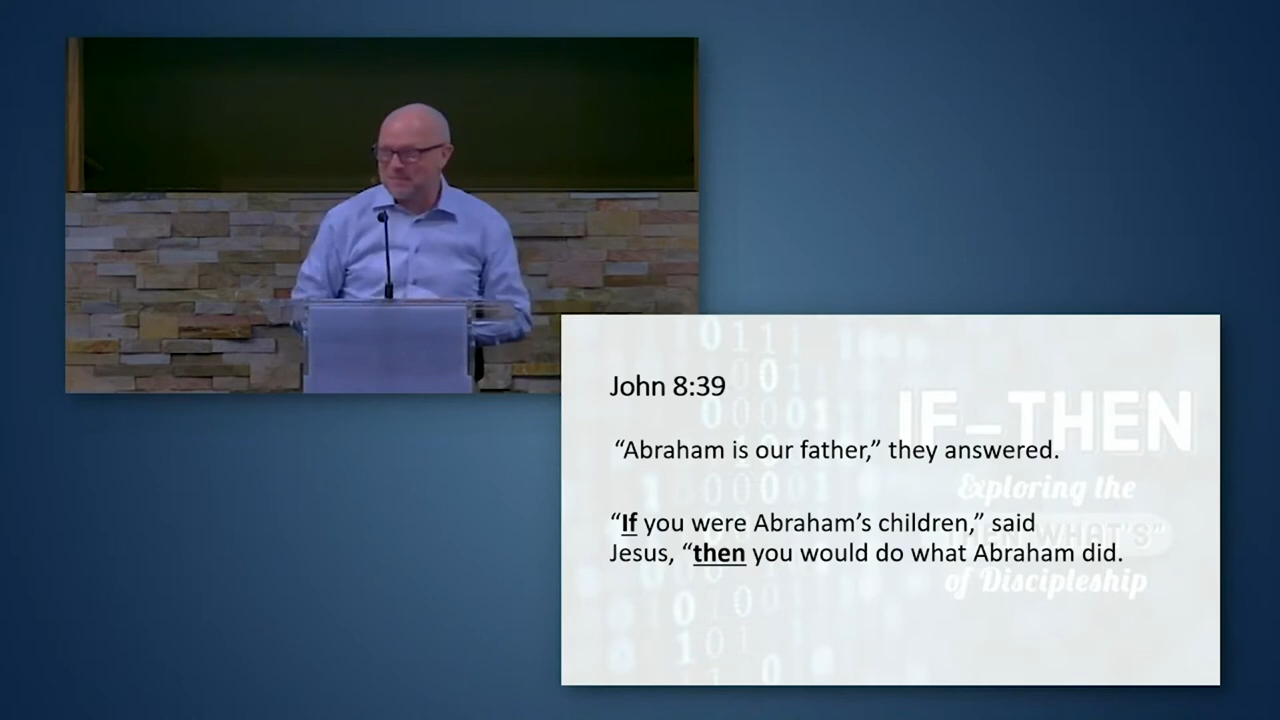 John 8:39
“Abraham is our father,” they answered.
“If you were Abraham’s children,” said
Jesus, “then you would do what Abraham did.
IF–THEN
Exploring the
"THEN WHAT'S"
of Discipleship